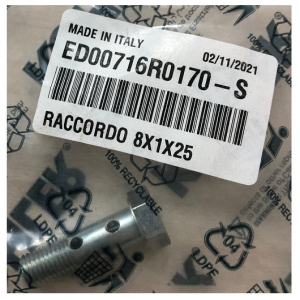 MADE IN ITALY
02/11/2021
ED00716R0170-S
RACCORDO 8X1X25
100% RECYCLABLE
04
LDPE
100% RECYCLABLE
04
LDPE